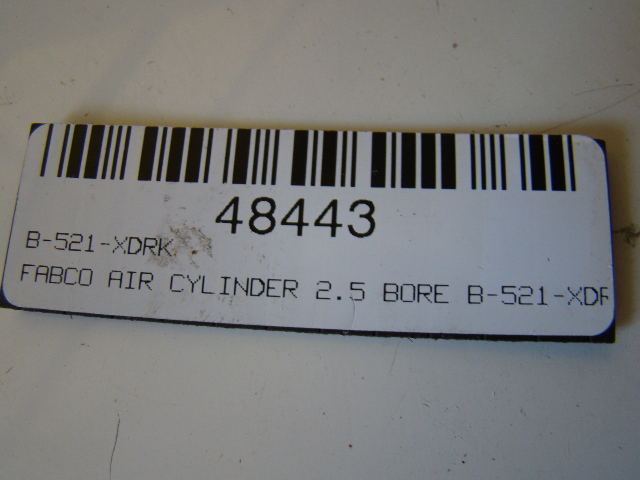 48443
B-521-XDRK
FABCO AIR CYLINDER 2.5 BORE B-521-XDR